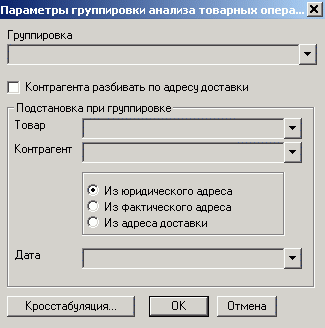 Параметры группировки анализа товарных опера...
Группировка
Контрагента разбивать по адресу доставки
Подстановка при группировке
Товар
Контрагент
Из юридического адреса
Из фактического адреса
Из адреса доставки
Дата
Кросстабуляция... OK Отмена